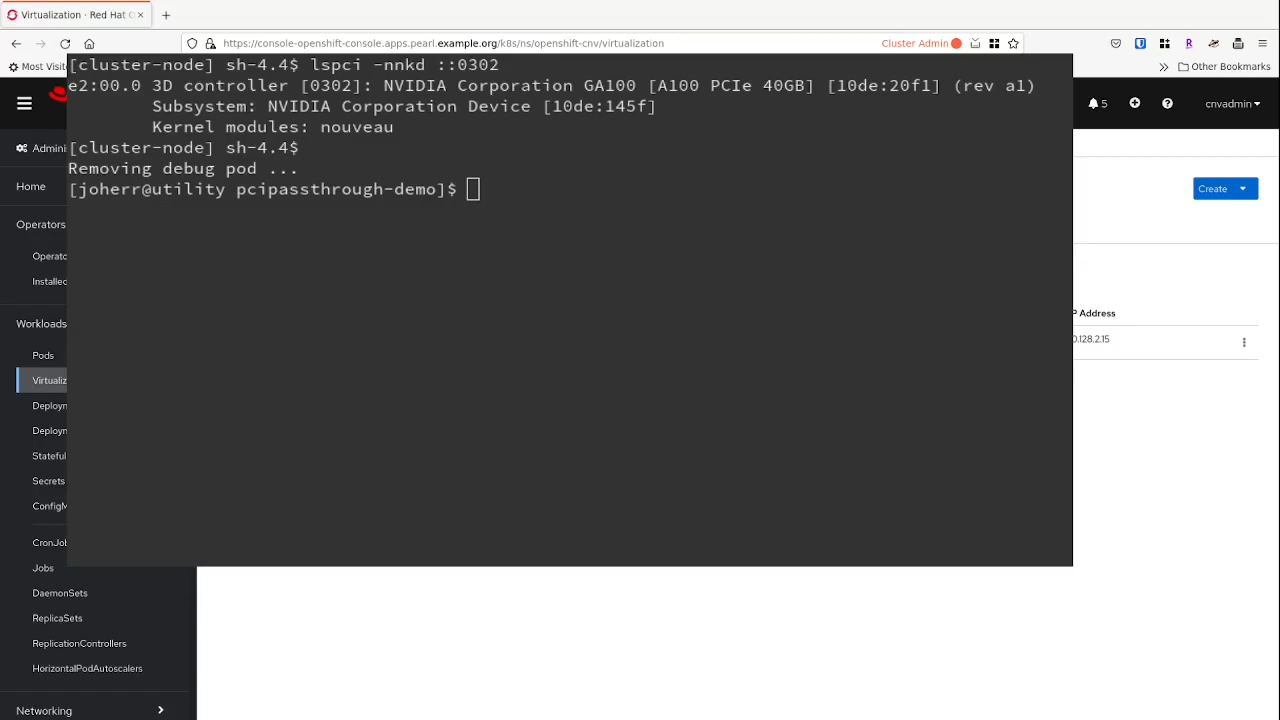 Virtualization · Red Hat O
https://console-openshift-console.apps.pearl.example.org/k8s/ns/openshift-cnv/virtualization
Cluster Admin
Most Vi
Other Bookmarks
[cluster-node] sh-4.4$ lspci -nnkd ::0302
e2:00.0 3D controller [0302]: NVIDIA Corporation GA100 [A100 PCIe 40GB] [10de:20f1] (rev a1)
Subsystem: NVIDIA Corporation Device [10de:145f]
Kernel modules: nouveau
[cluster-node] sh-4.4$
Removing debug pod ...
[joherr@utility pcipassthrough-demo]$
5
cnvadmin
Admini
Home
Create
Operators
Operato
Installed
P Address
Workloads
0.128.2.15
Pods
Virtualiz
Deploym
Deploym
Stateful
Secrets
ConfigM
CronJo
Jobs
DaemonSets
ReplicaSets
ReplicationControllers
HorizontalPodAutoscalers
Networking